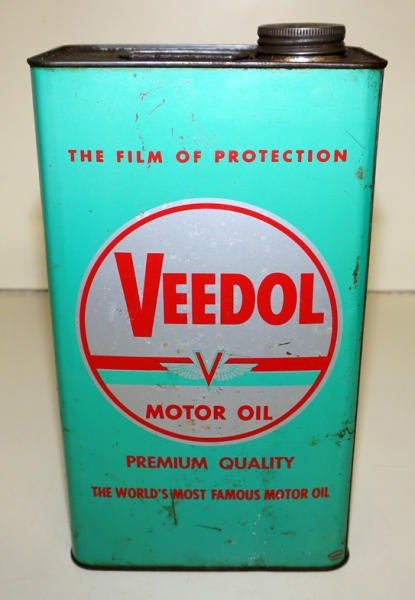 THE FILM OF PROTECTION
VEEDOL
V
MOTOR OIL
PREMIUM QUALITY
THE WORLD'S MOST FAMOUS MOTOR OIL